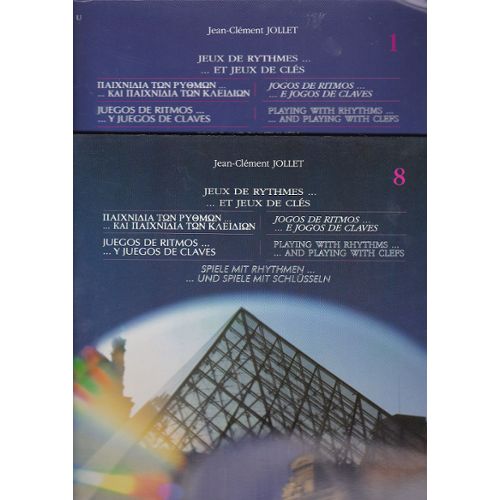 U
Jean-Clément JOLLET
1
JEUX DE RYTHMES ...
... ET JEUX DE CLÉS
ΠΑΙΧΝΙΔΙΑ ΤΩΝ ΡΥΘΜΩΝ ...
... ΚΑΙ ΠΑΙΧΝΙΔΙΑ ΤΩΝ ΚΛΕΙΔΙΩΝ
JOGOS DE RITMOS ...
... E JOGOS DE CLAVES
JUEGOS DE RITMOS ...
... Y JUEGOS DE CLAVES
PLAYING WITH RHYTHMS ...
... AND PLAYING WITH CLEFS
Jean-Clément JOLLET
8
JEUX DE RYTHMES ...
... ET JEUX DE CLÉS
ΠΑΙΧΝΙΔΙΑ ΤΩΝ ΡΥΘΜΩΝ ...
... ΚΑΙ ΠΑΙΧΝΙΔΙΑ ΤΩΝ ΚΛΕΙΔΙΩΝ
JOGOS DE RITMOS ...
... E JOGOS DE CLAVES
JUEGOS DE RITMOS ...
... Y JUEGOS DE CLAVES
PLAYING WITH RHYTHMS ...
... AND PLAYING WITH CLEFS
SPIELE MIT RHYTHMEN ...
... UND SPIELE MIT SCHLÜSSELN